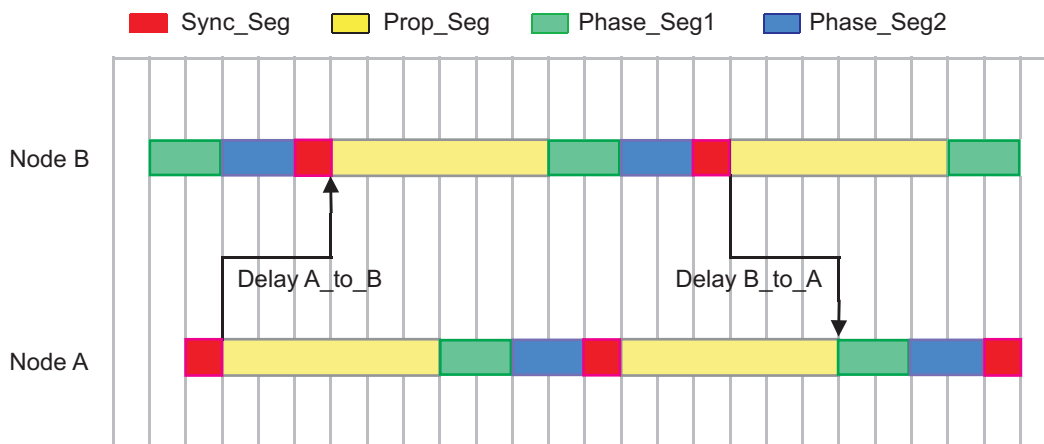 Sync_Seg Prop_Seg Phase_Seg1 Phase_Seg2
Node B
Delay A_to_B Delay B_to_A
Node A